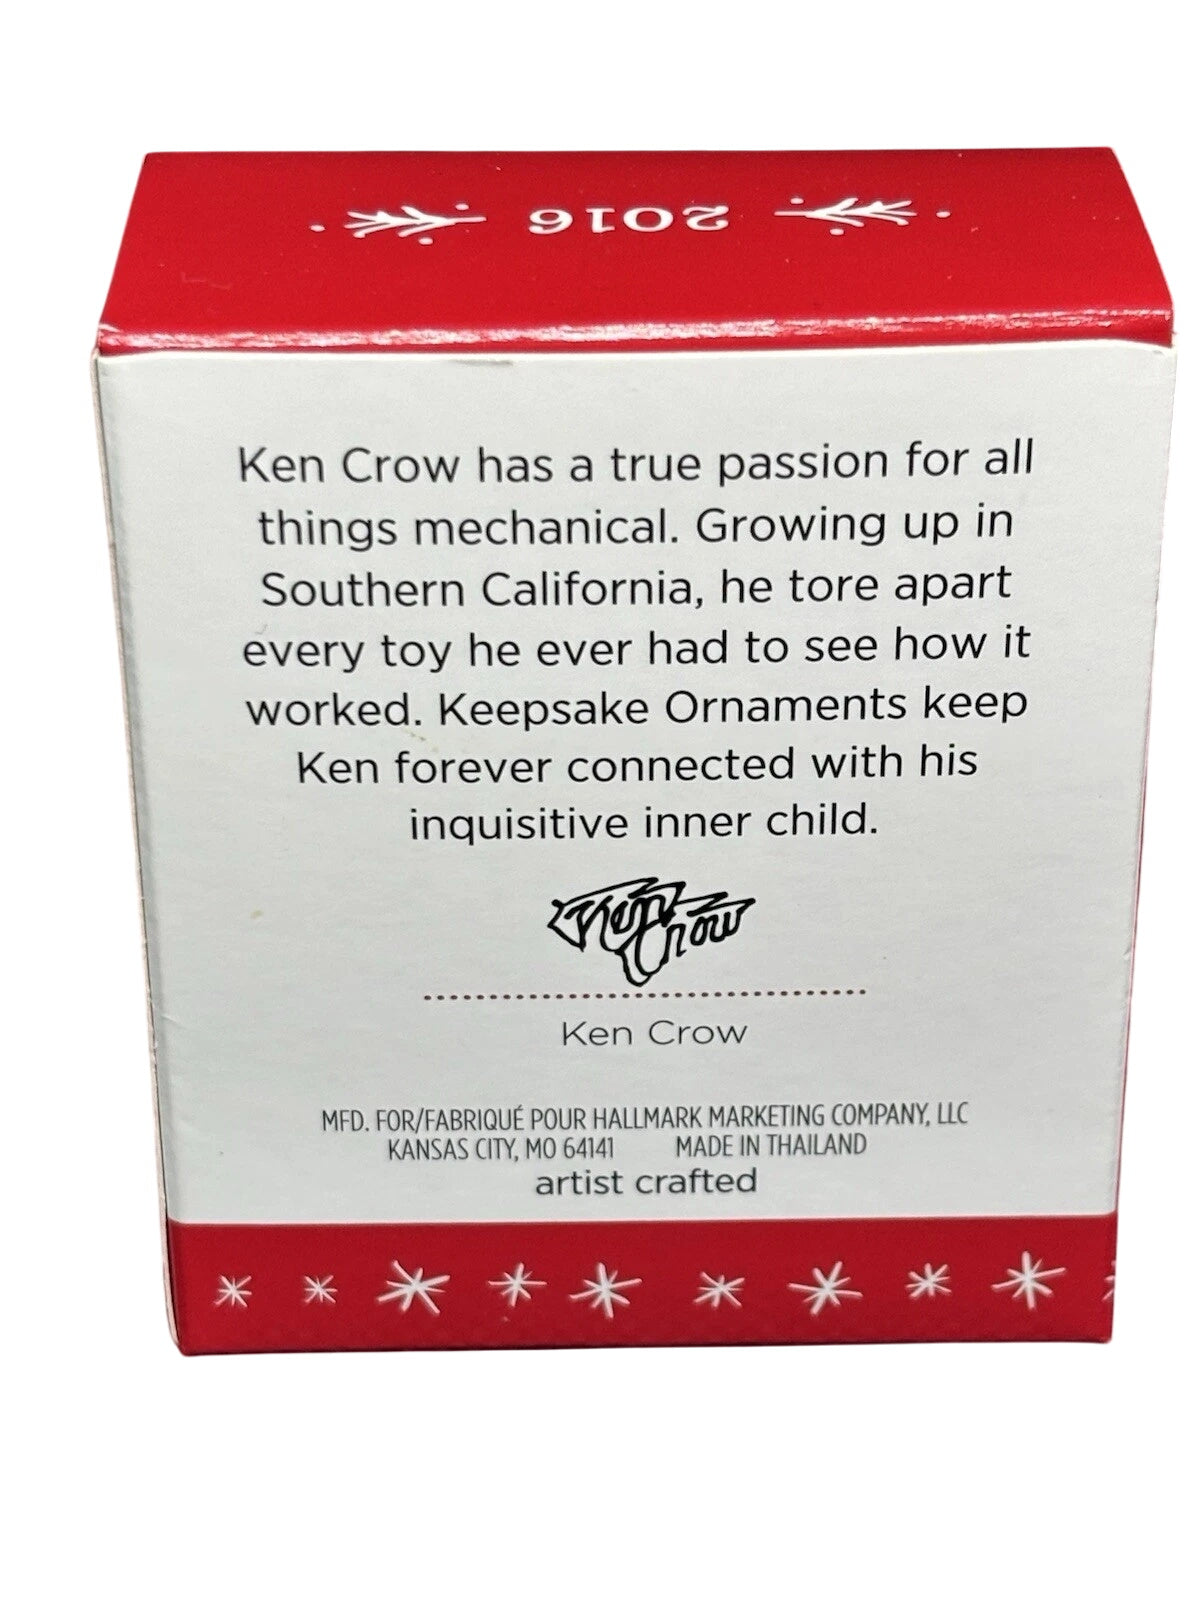 2016
Ken Crow has a true passion for all
things mechanical. Growing up in
Southern California, he tore apart
every toy he ever had to see how it
worked. Keepsake Ornaments keep
Ken forever connected with his
inquisitive inner child.
Ken Crow
Ken Crow
MFD. FOR/FABRIQUÉ POUR HALLMARK MARKETING COMPANY, LLC
KANSAS CITY, MO 64141 MADE IN THAILAND
artist crafted